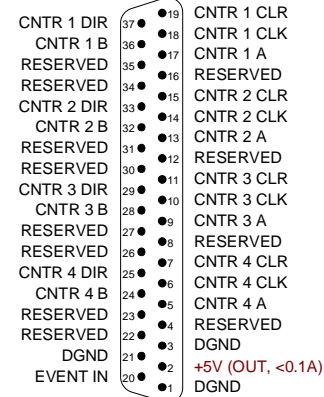 CNTR 1 DIR 37 19 CNTR 1 CLR
CNTR 1 B 36 18 CNTR 1 CLK
RESERVED 35 17 CNTR 1 A
RESERVED 34 16 RESERVED
CNTR 2 DIR 33 15 CNTR 2 CLR
CNTR 2 B 32 14 CNTR 2 CLK
RESERVED 31 13 CNTR 2 A
RESERVED 30 12 RESERVED
CNTR 3 DIR 29 11 CNTR 3 CLR
CNTR 3 B 28 10 CNTR 3 CLK
RESERVED 27 9 CNTR 3 A
RESERVED 26 8 RESERVED
CNTR 4 DIR 25 7 CNTR 4 CLR
CNTR 4 B 24 6 CNTR 4 CLK
RESERVED 23 5 CNTR 4 A
RESERVED 22 4 RESERVED
DGND 21 3 DGND
EVENT IN 20 2 +5V (OUT, <0.1A)
1 DGND